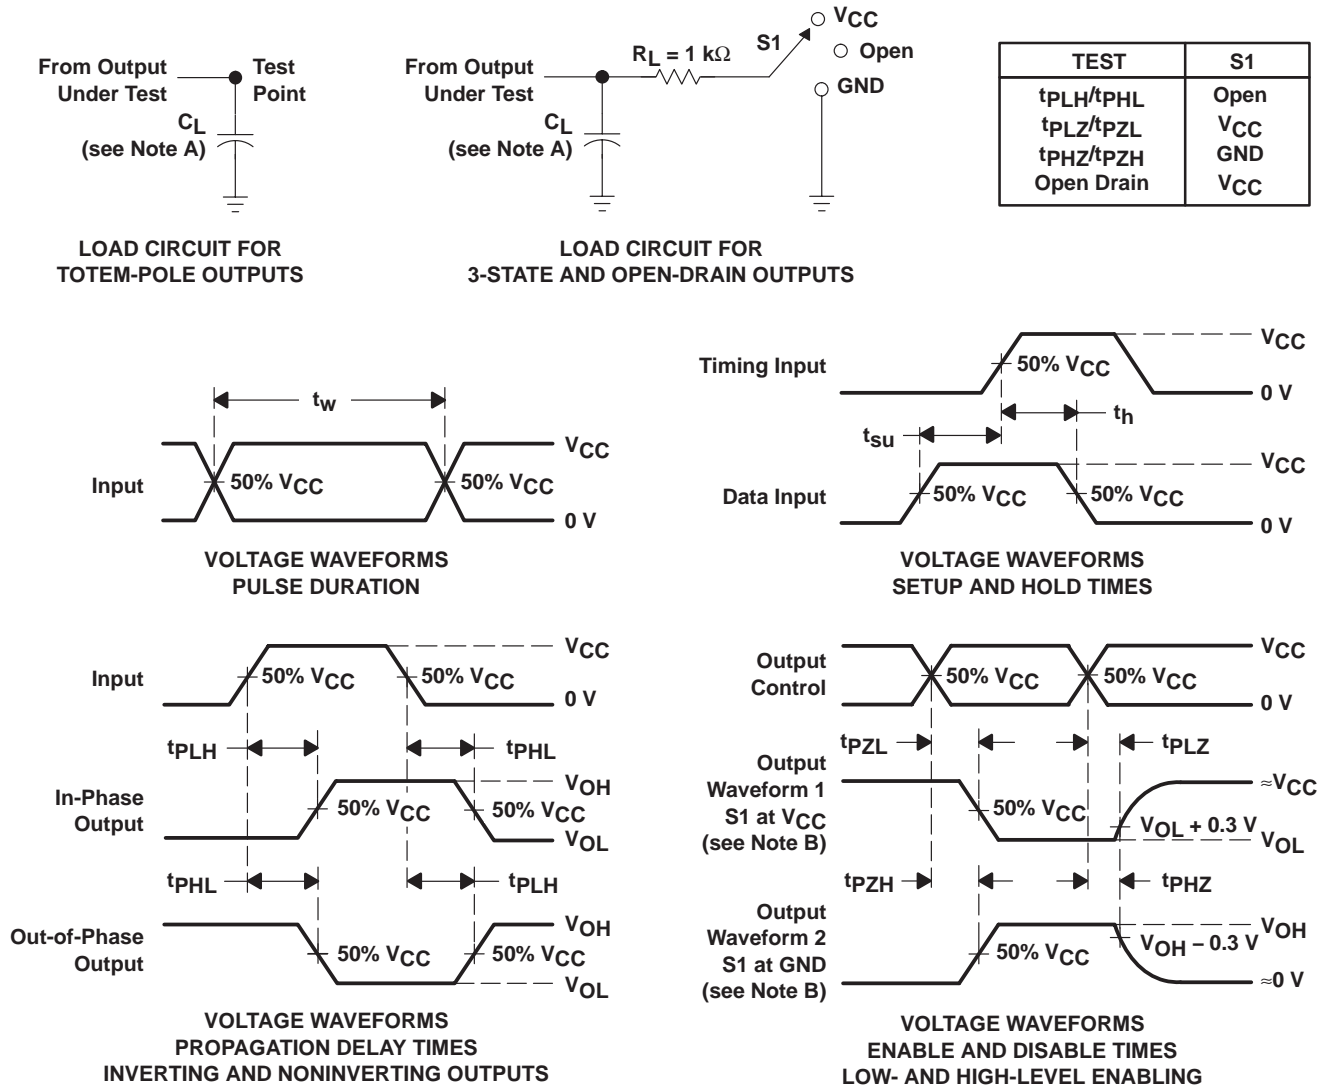 From Output
Under Test
Test
Point
CL
(see Note A)
LOAD CIRCUIT FOR
TOTEM-POLE OUTPUTS
From Output
Under Test
RL = 1 kΩ
S1
VCC
Open
GND
CL
(see Note A)
LOAD CIRCUIT FOR
3-STATE AND OPEN-DRAIN OUTPUTS
TEST S1
tPLH/tPHL Open
tPLZ/tPZL VCC
tPHZ/tPZH GND
Open Drain VCC
tw
Input
50% VCC
50% VCC
VCC
0 V
VOLTAGE WAVEFORMS
PULSE DURATION
Timing Input
50% VCC
VCC
0 V
tsu
th
Data Input
50% VCC
50% VCC
VCC
0 V
VOLTAGE WAVEFORMS
SETUP AND HOLD TIMES
Input
50% VCC
50% VCC
VCC
0 V
tPLH
tPHL
In-Phase
Output
50% VCC
50% VCC
VOH
VOL
tPHL
tPLH
Out-of-Phase
Output
50% VCC
50% VCC
VOH
VOL
VOLTAGE WAVEFORMS
PROPAGATION DELAY TIMES
INVERTING AND NONINVERTING OUTPUTS
Output
Control
50% VCC
50% VCC
VCC
0 V
tPZL
tPLZ
Output
Waveform 1
S1 at VCC
(see Note B)
50% VCC
VOL + 0.3 V
≈VCC
VOL
tPZH
tPHZ
Output
Waveform 2
S1 at GND
(see Note B)
50% VCC
VOH − 0.3 V
VOH
≈0 V
VOLTAGE WAVEFORMS
ENABLE AND DISABLE TIMES
LOW- AND HIGH-LEVEL ENABLING